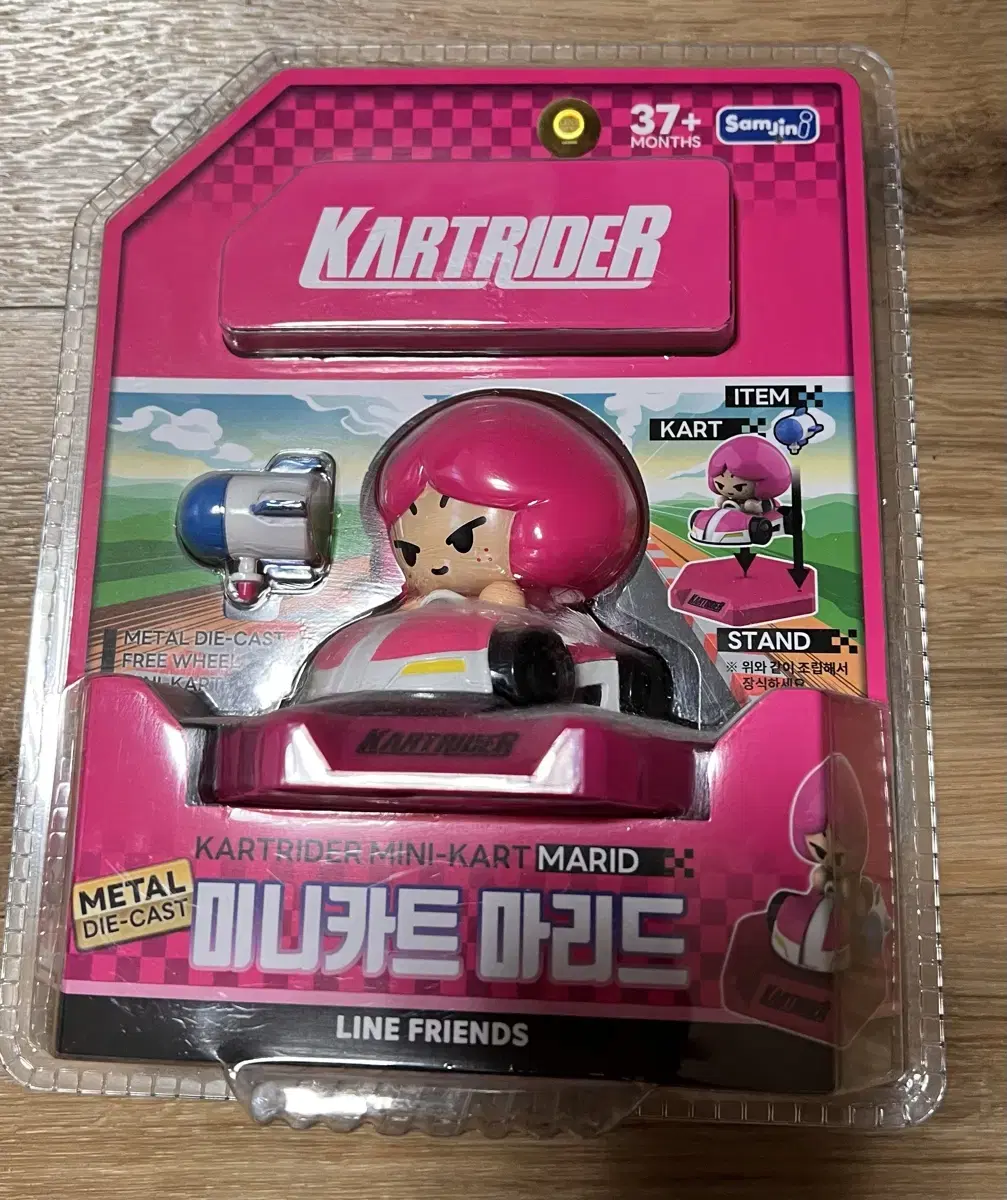 37+
MONTHS
SamJin
KARTRIDER
ITEM
KART
KARTRIDER
STAND
※ 위와 같이 조립해서
장식하세요
METAL DIE-CAST
FREE WHEEL
MINI-KART
KARTRIDER
KARTRIDER MINI-KART MARID
METAL
DIE-CAST
미니카트 마리드
LINE FRIENDS